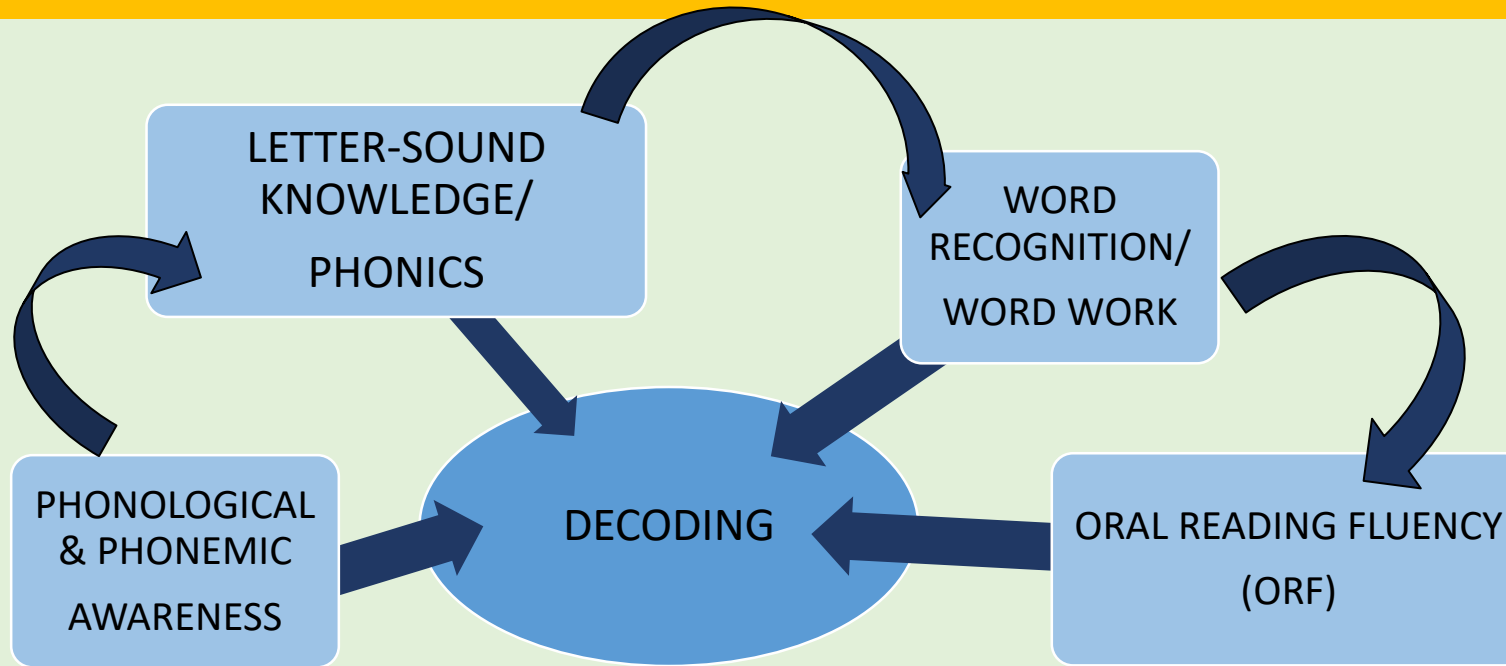 LETTER-SOUND
KNOWLEDGE/
PHONICS
WORD
RECOGNITION/
WORD WORK
PHONOLOGICAL
& PHONEMIC
AWARENESS
DECODING
ORAL READING FLUENCY
(ORF)